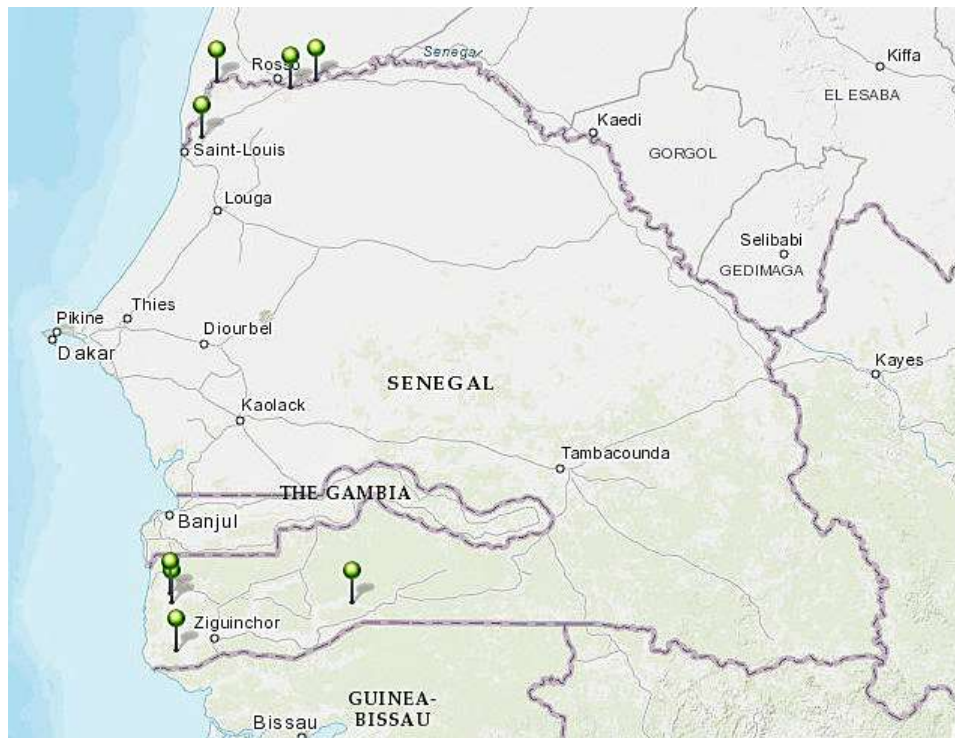 Senega
Rosso
Kiffa
EL ESABA
Kaedi
GORGOL
Saint-Louis
Louga
Selibabi
GEDIMAGA
Thies
Pikine
Diourbel
Dakar
Kayes
SENEGAL
Kaolack
Tambacounda
THE GAMBIA
Banjul
Ziguinchor
GUINEA-
BISSAU
Bissau